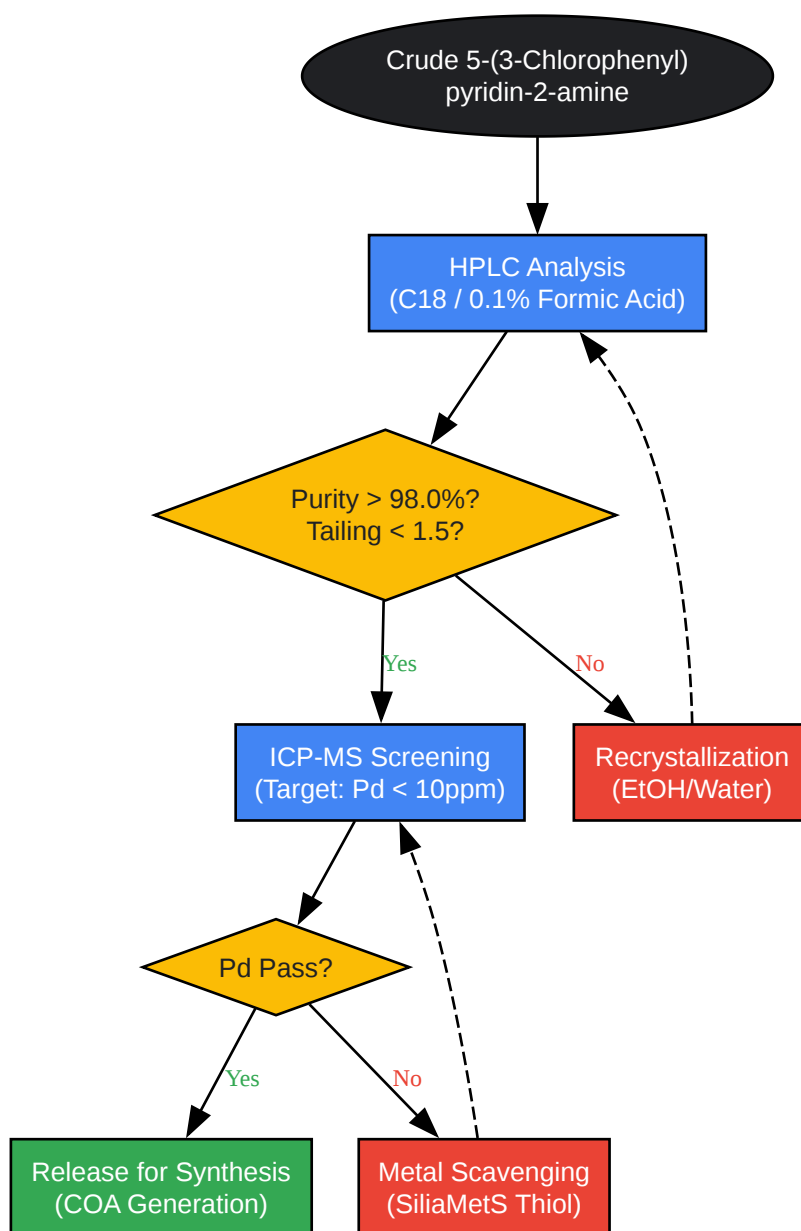 Crude 5-(3-Chlorophenyl)
pyridin-2-amine
HPLC Analysis
(C18 / 0.1% Formic Acid)
Purity > 98.0%?
Tailing < 1.5?
Yes
No
ICP-MS Screening
(Target: Pd < 10ppm)
Recrystallization
(EtOH/Water)
Pd Pass?
Yes
No
Release for Synthesis
(COA Generation)
Metal Scavenging
(SiliaMetS Thiol)